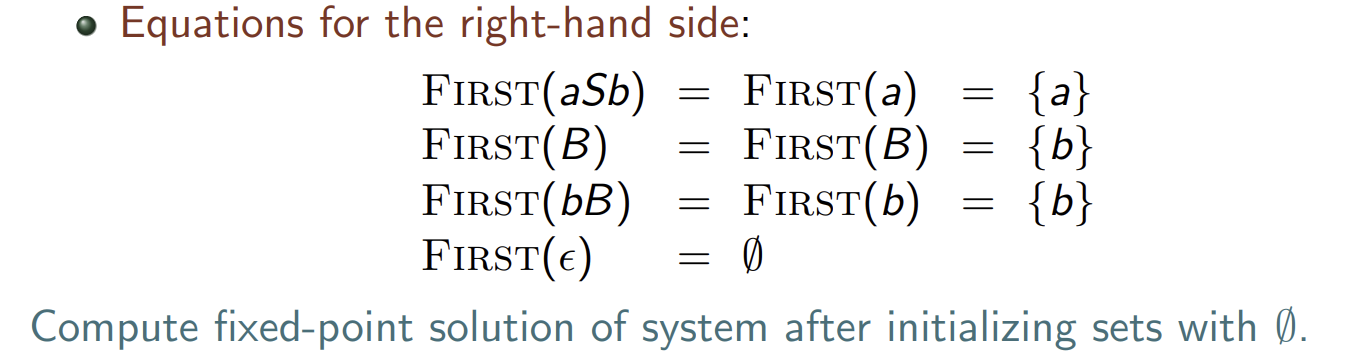 • Equations for the right-hand side:
FIRST(aSb) = FIRST(a) = {a}
FIRST(B) = FIRST(B) = {b}
FIRST(bB) = FIRST(b) = {b}
FIRST(ϵ) = ∅
Compute fixed-point solution of system after initializing sets with ∅.